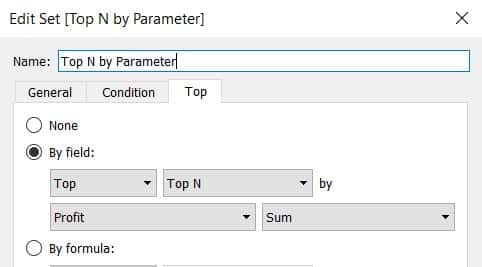 Edit Set [Top N by Parameter]
Name: Top N by Parameter
General Condition Top
None
By field:
Top Top N by
Profit Sum
By formula: